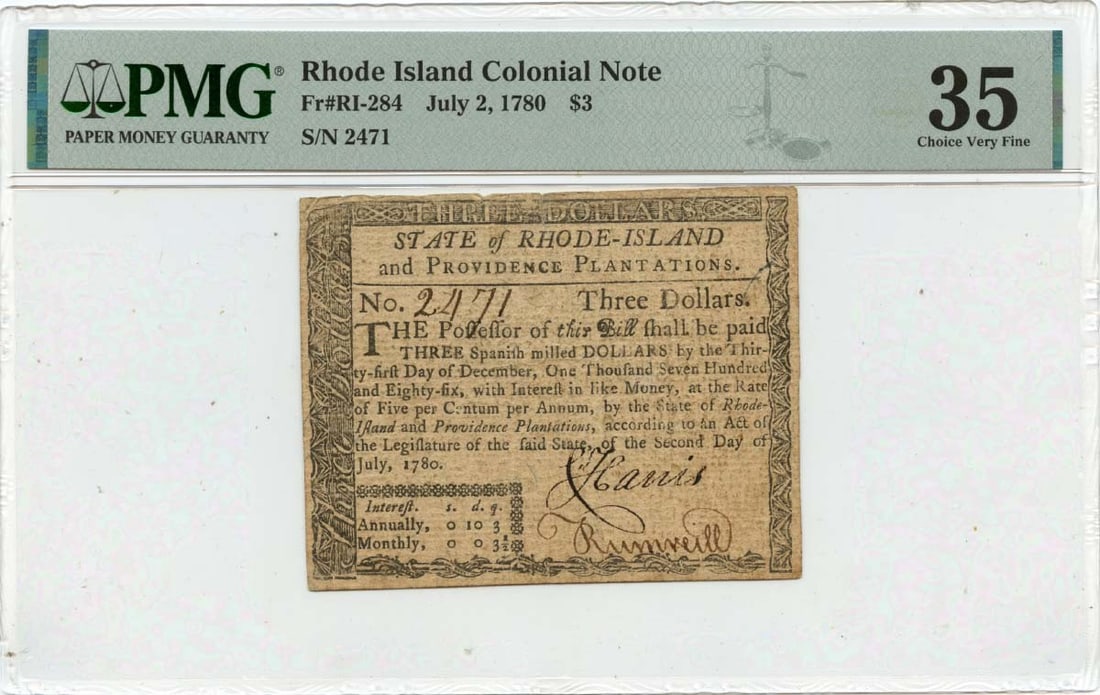 PMG®
PAPER MONEY GUARANTY
Rhode Island Colonial Note
Fr#RI-284 July 2, 1780 $3
S/N 2471
35
Choice Very Fine
THREE DOLLARS
STATE of RHODE-ISLAND
and PROVIDENCE PLANTATIONS.
No. 2471 Three Dollars.
THE Poſſeſſor of this Bill ſhall be paid
THREE Spaniſh milled DOLLARS by the Thir-
ty-firſt Day of December, One Thouſand Seven Hundred
and Eighty-ſix, with Intereſt in like Money, at the Rate
of Five per Centum per Annum, by the State of Rhode-
Iſland and Providence Plantations, according to an Act of
the Legiſlature of the ſaid State, of the Second Day of
July, 1780.
Harris
Rumreill
Intereſt. s. d. q.
Annually, 0 10 3
Monthly, 0 0 3½